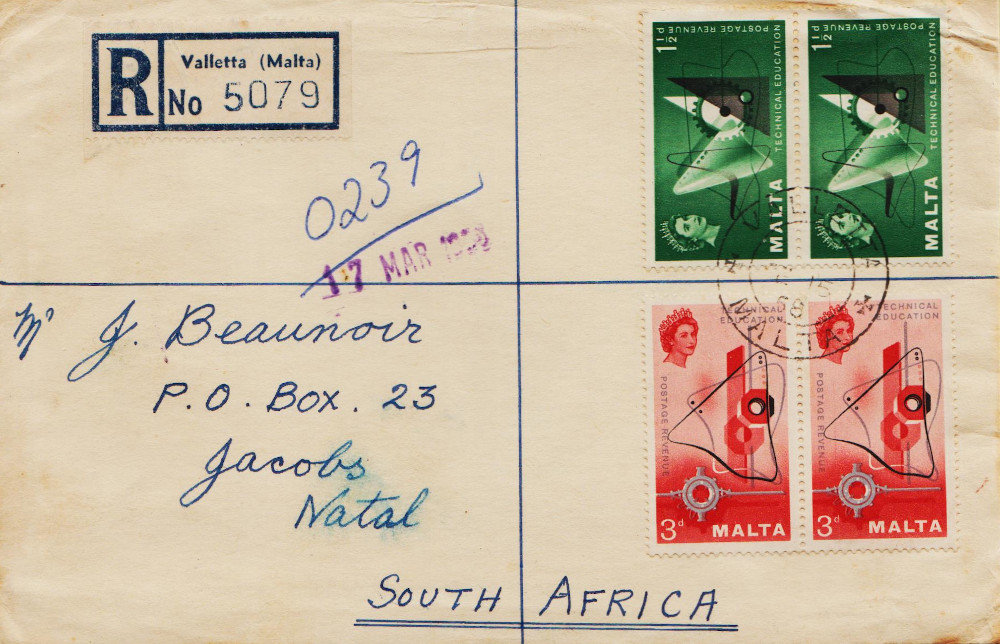 R Valletta (Malta)
No 5079
0239
17 MAR
Mr J. Beaunoir
P.O. Box. 23
Jacobs
Natal
SOUTH AFRICA
1½d POSTAGE REVENUE
TECHNICAL EDUCATION
MALTA
1½d POSTAGE REVENUE
TECHNICAL EDUCATION
MALTA
TECHNICAL
EDUCATION
POSTAGE REVENUE
3d MALTA
TECHNICAL
EDUCATION
POSTAGE REVENUE
3d MALTA
VALLETTA
MALTA